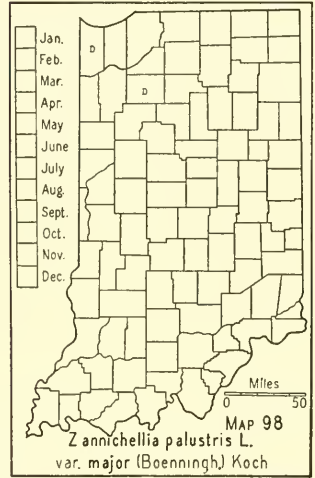 Jan.
Feb.
Mar.
Apr.
May
June
July
Aug.
Sept.
Oct.
Nov.
Dec.
D
D
Miles
0 50
MAP 98
Zannichellia palustris L.
var. major (Boenningh.) Koch